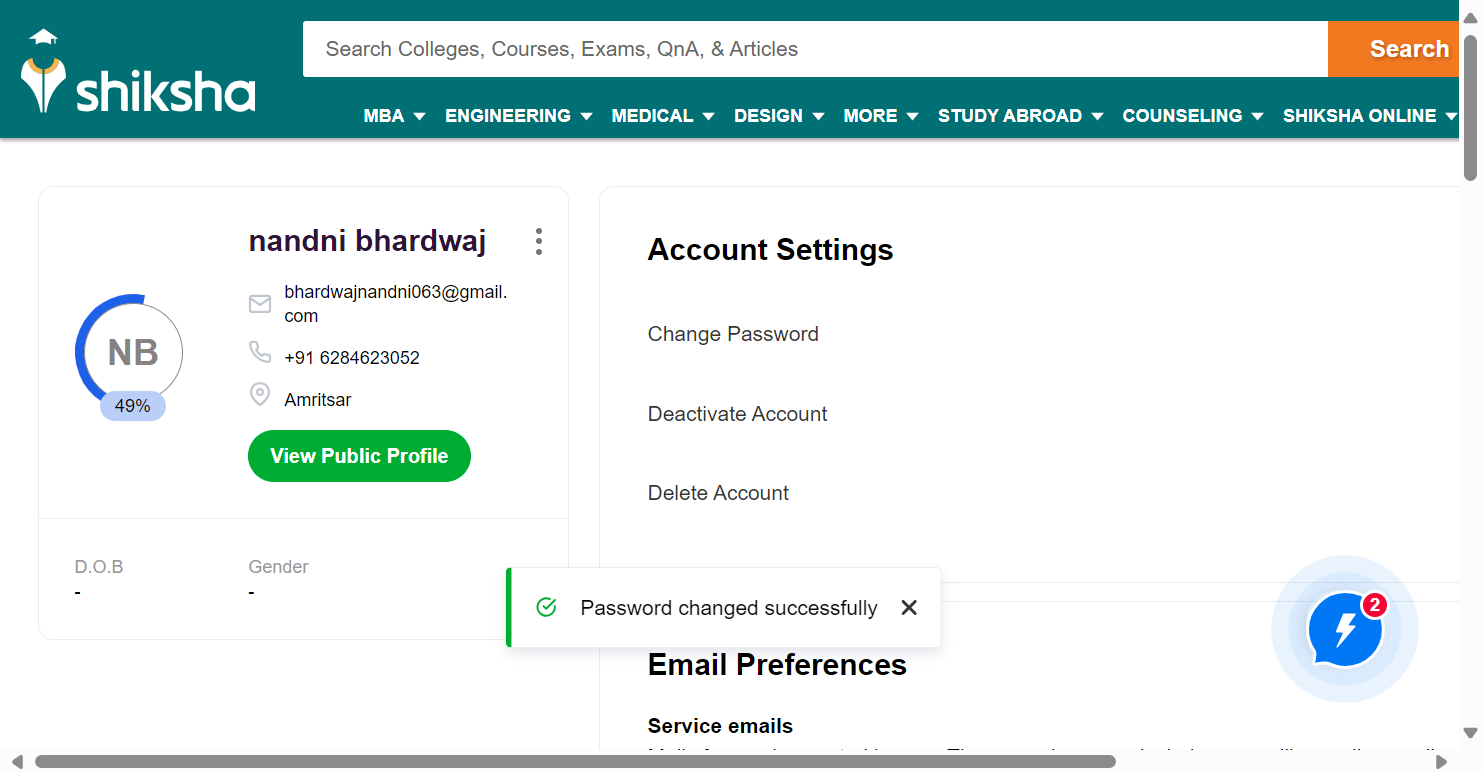 shiksha
Search Colleges, Courses, Exams, QnA, & Articles
Search
MBA ENGINEERING MEDICAL DESIGN MORE STUDY ABROAD COUNSELING SHIKSHA ONLINE
nandni bhardwaj
bhardwajnandni063@gmail.
com
+91 6284623052
Amritsar
NB
49%
View Public Profile
D.O.B Gender
- -
Account Settings
Change Password
Deactivate Account
Delete Account
Password changed successfully
2
Email Preferences
Service emails